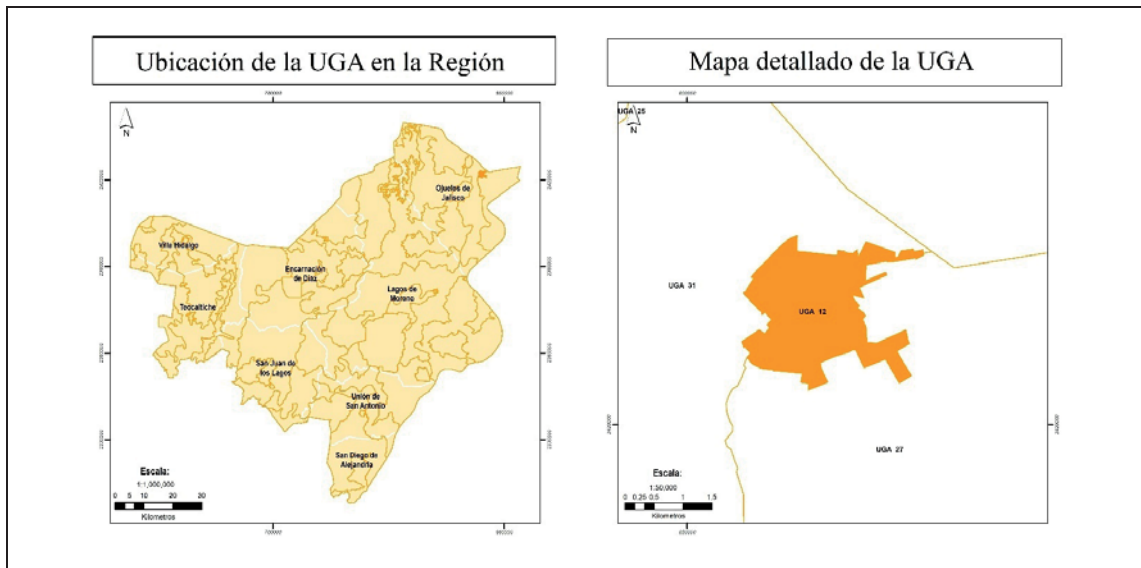 Ubicación de la UGA en la Región
N
Ojuelos de
Jalisco
Villa Hidalgo
Encarnación
de Díaz
Lagos de
Moreno
Teocaltiche
San Juan de
los Lagos
Unión de
San Antonio
San Diego de
Alejandría
Escala:
1:1,000,000
0 5 10 20 30
Kilometros
Mapa detallado de la UGA
UGA 25
N
UGA 31
UGA 12
UGA 27
Escala:
1:50,000
0 0.25 0.5 1 1.5
Kilometros